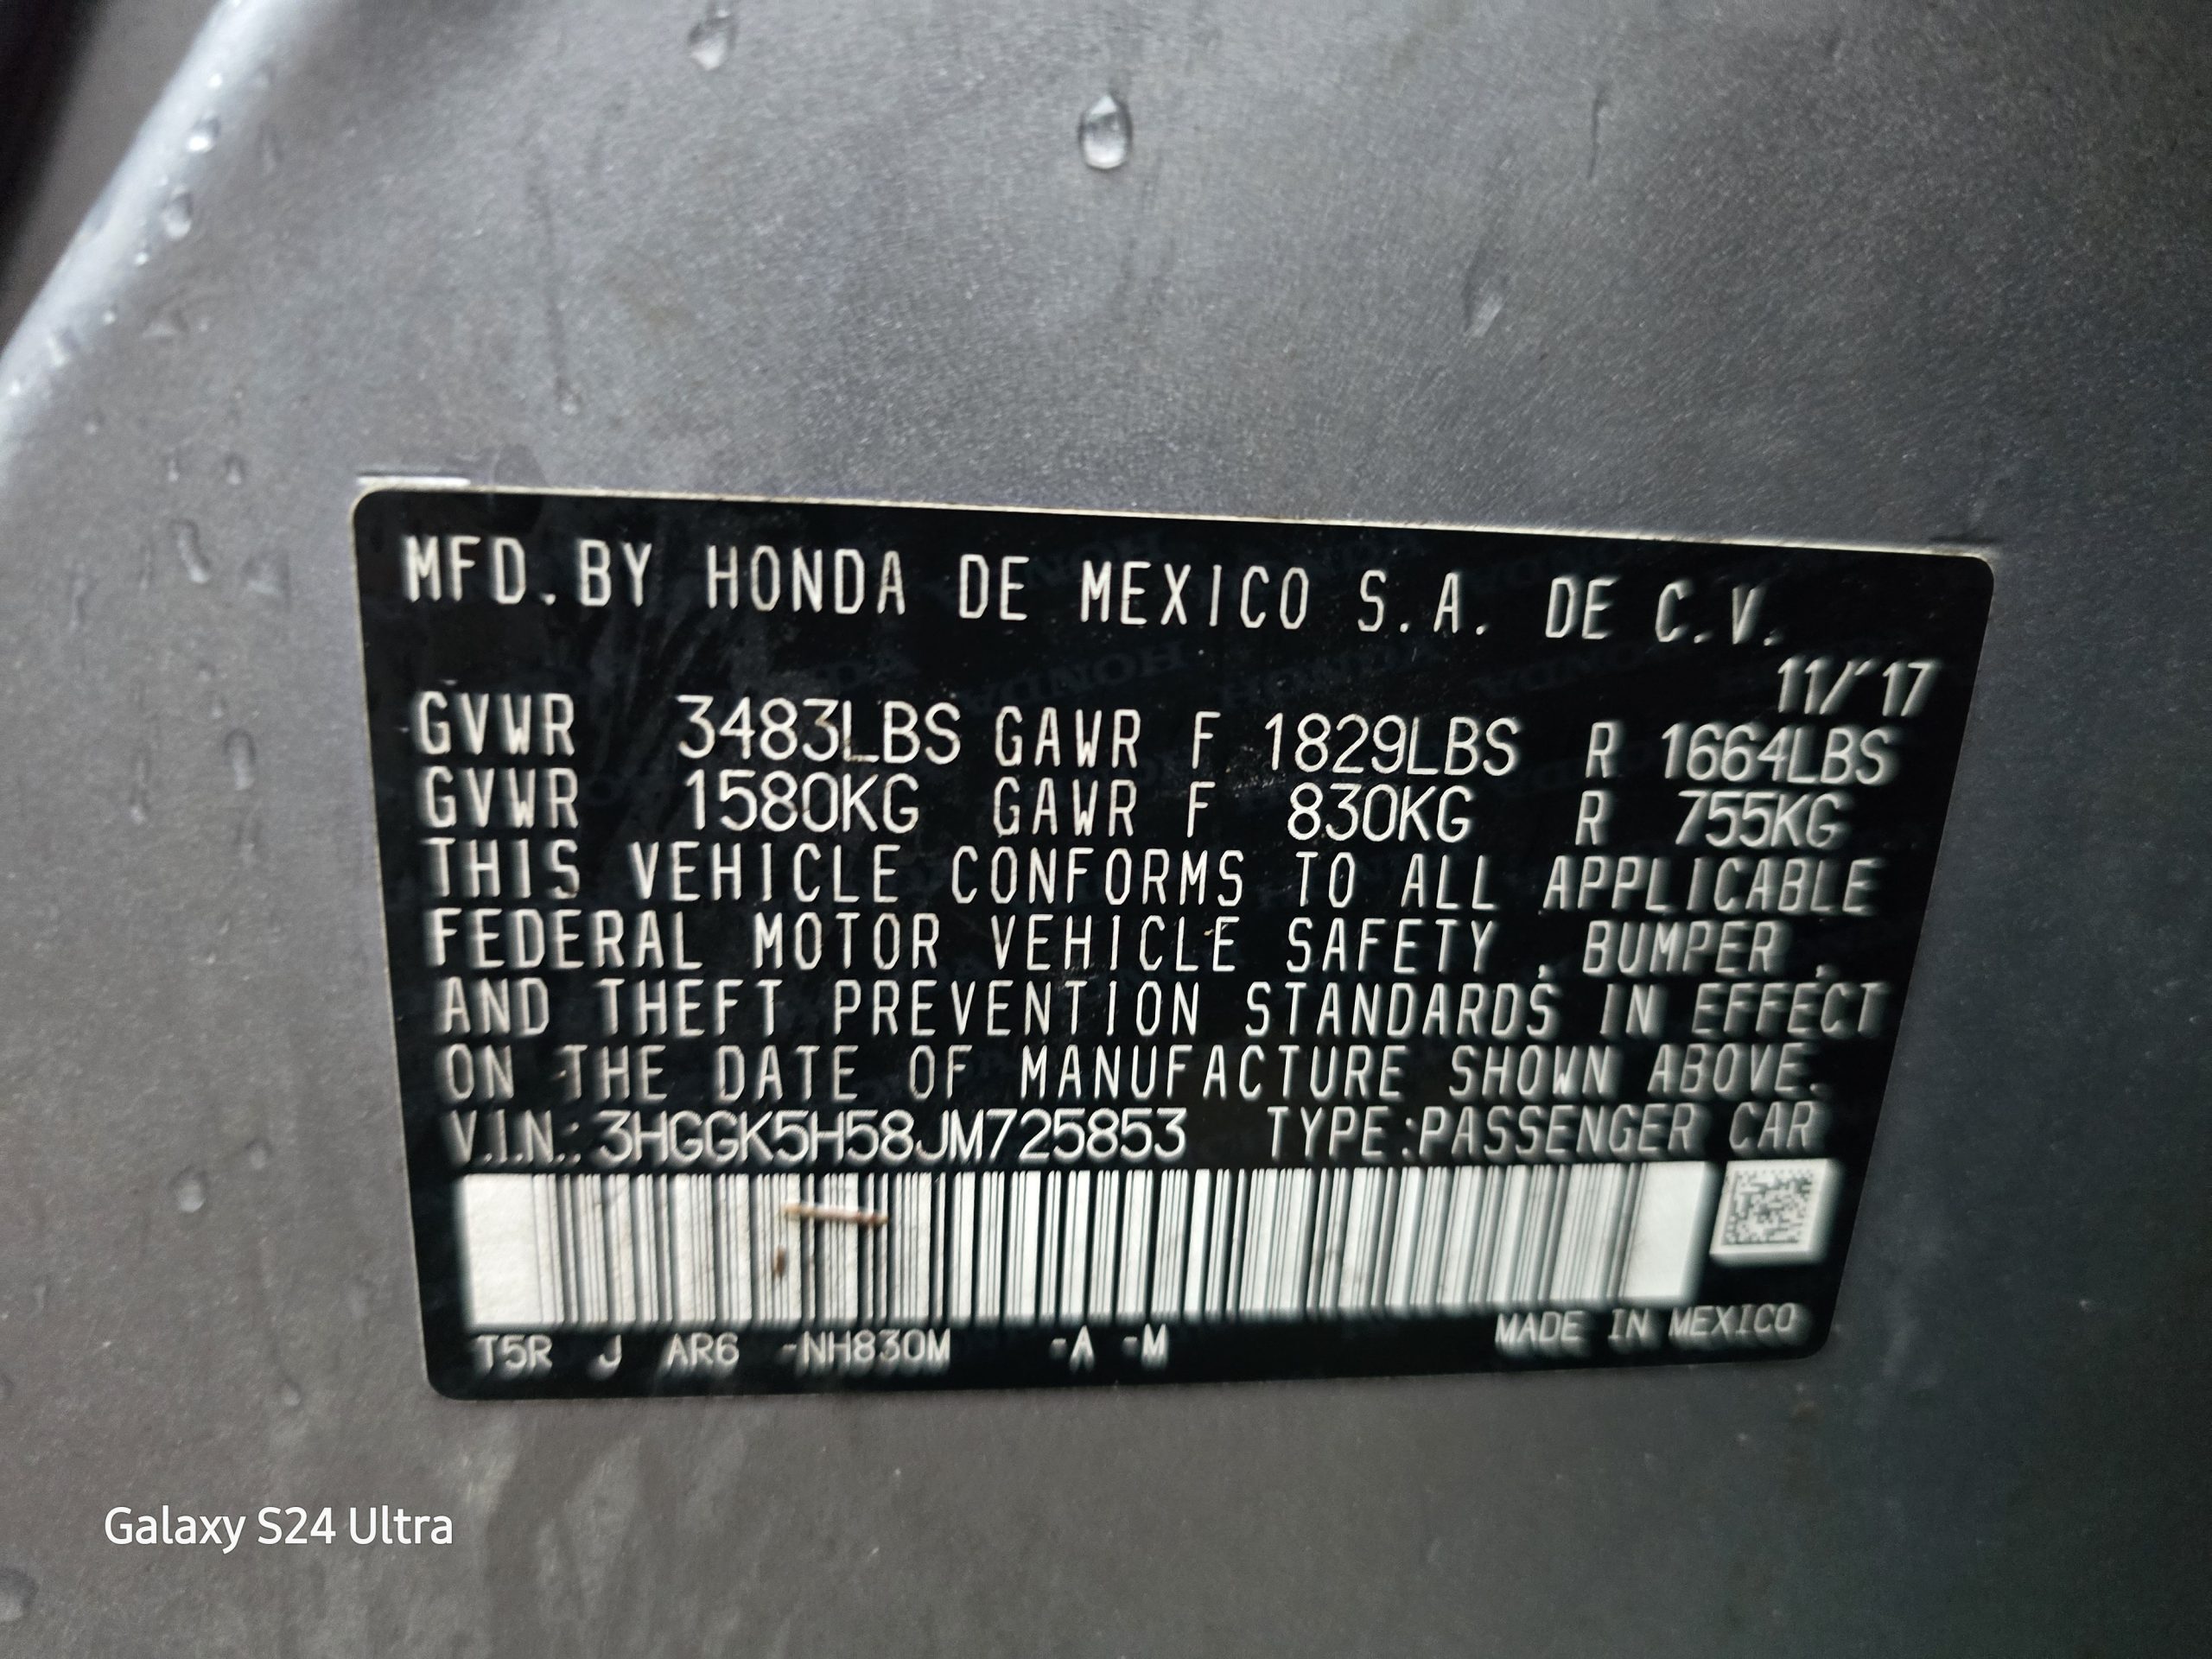 MFD.BY HONDA DE MEXICO S.A. DE C.V.
11/'17
GVWR 3483LBS GAWR F 1829LBS R 1664LBS
GVWR 1580KG GAWR F 830KG R 755KG
THIS VEHICLE CONFORMS TO ALL APPLICABLE
FEDERAL MOTOR VEHICLE SAFETY , BUMPER ,
AND THEFT PREVENTION STANDARDS IN EFFECT
ON THE DATE OF MANUFACTURE SHOWN ABOVE.
V.I.N.: 3HGGK5H58JM725853 TYPE:PASSENGER CAR
T5R J AR6 -NH830M -A -M MADE IN MEXICO
Galaxy S24 Ultra